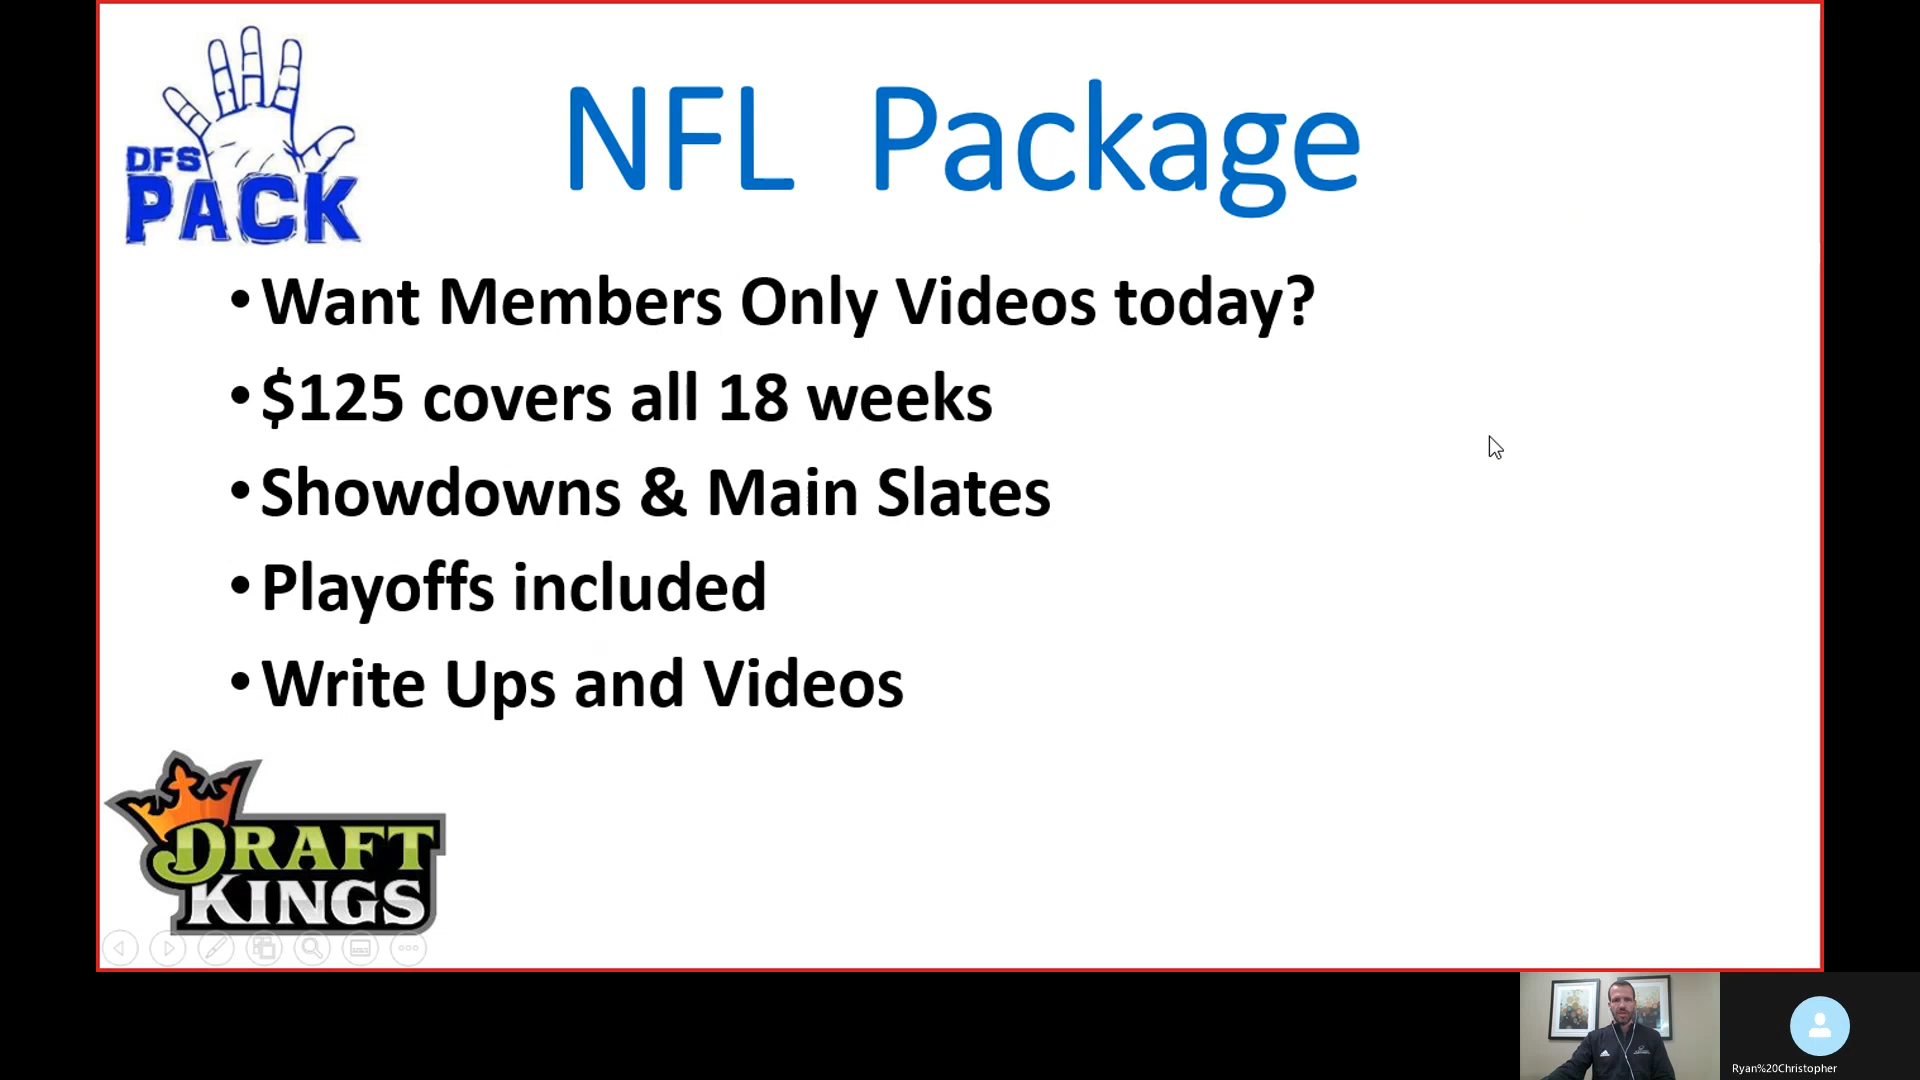 DFS
PACK
NFL Package
• Want Members Only Videos today?
• $125 covers all 18 weeks
• Showdowns & Main Slates
• Playoffs included
• Write Ups and Videos
DRAFT
KINGS
Ryan%20Christopher